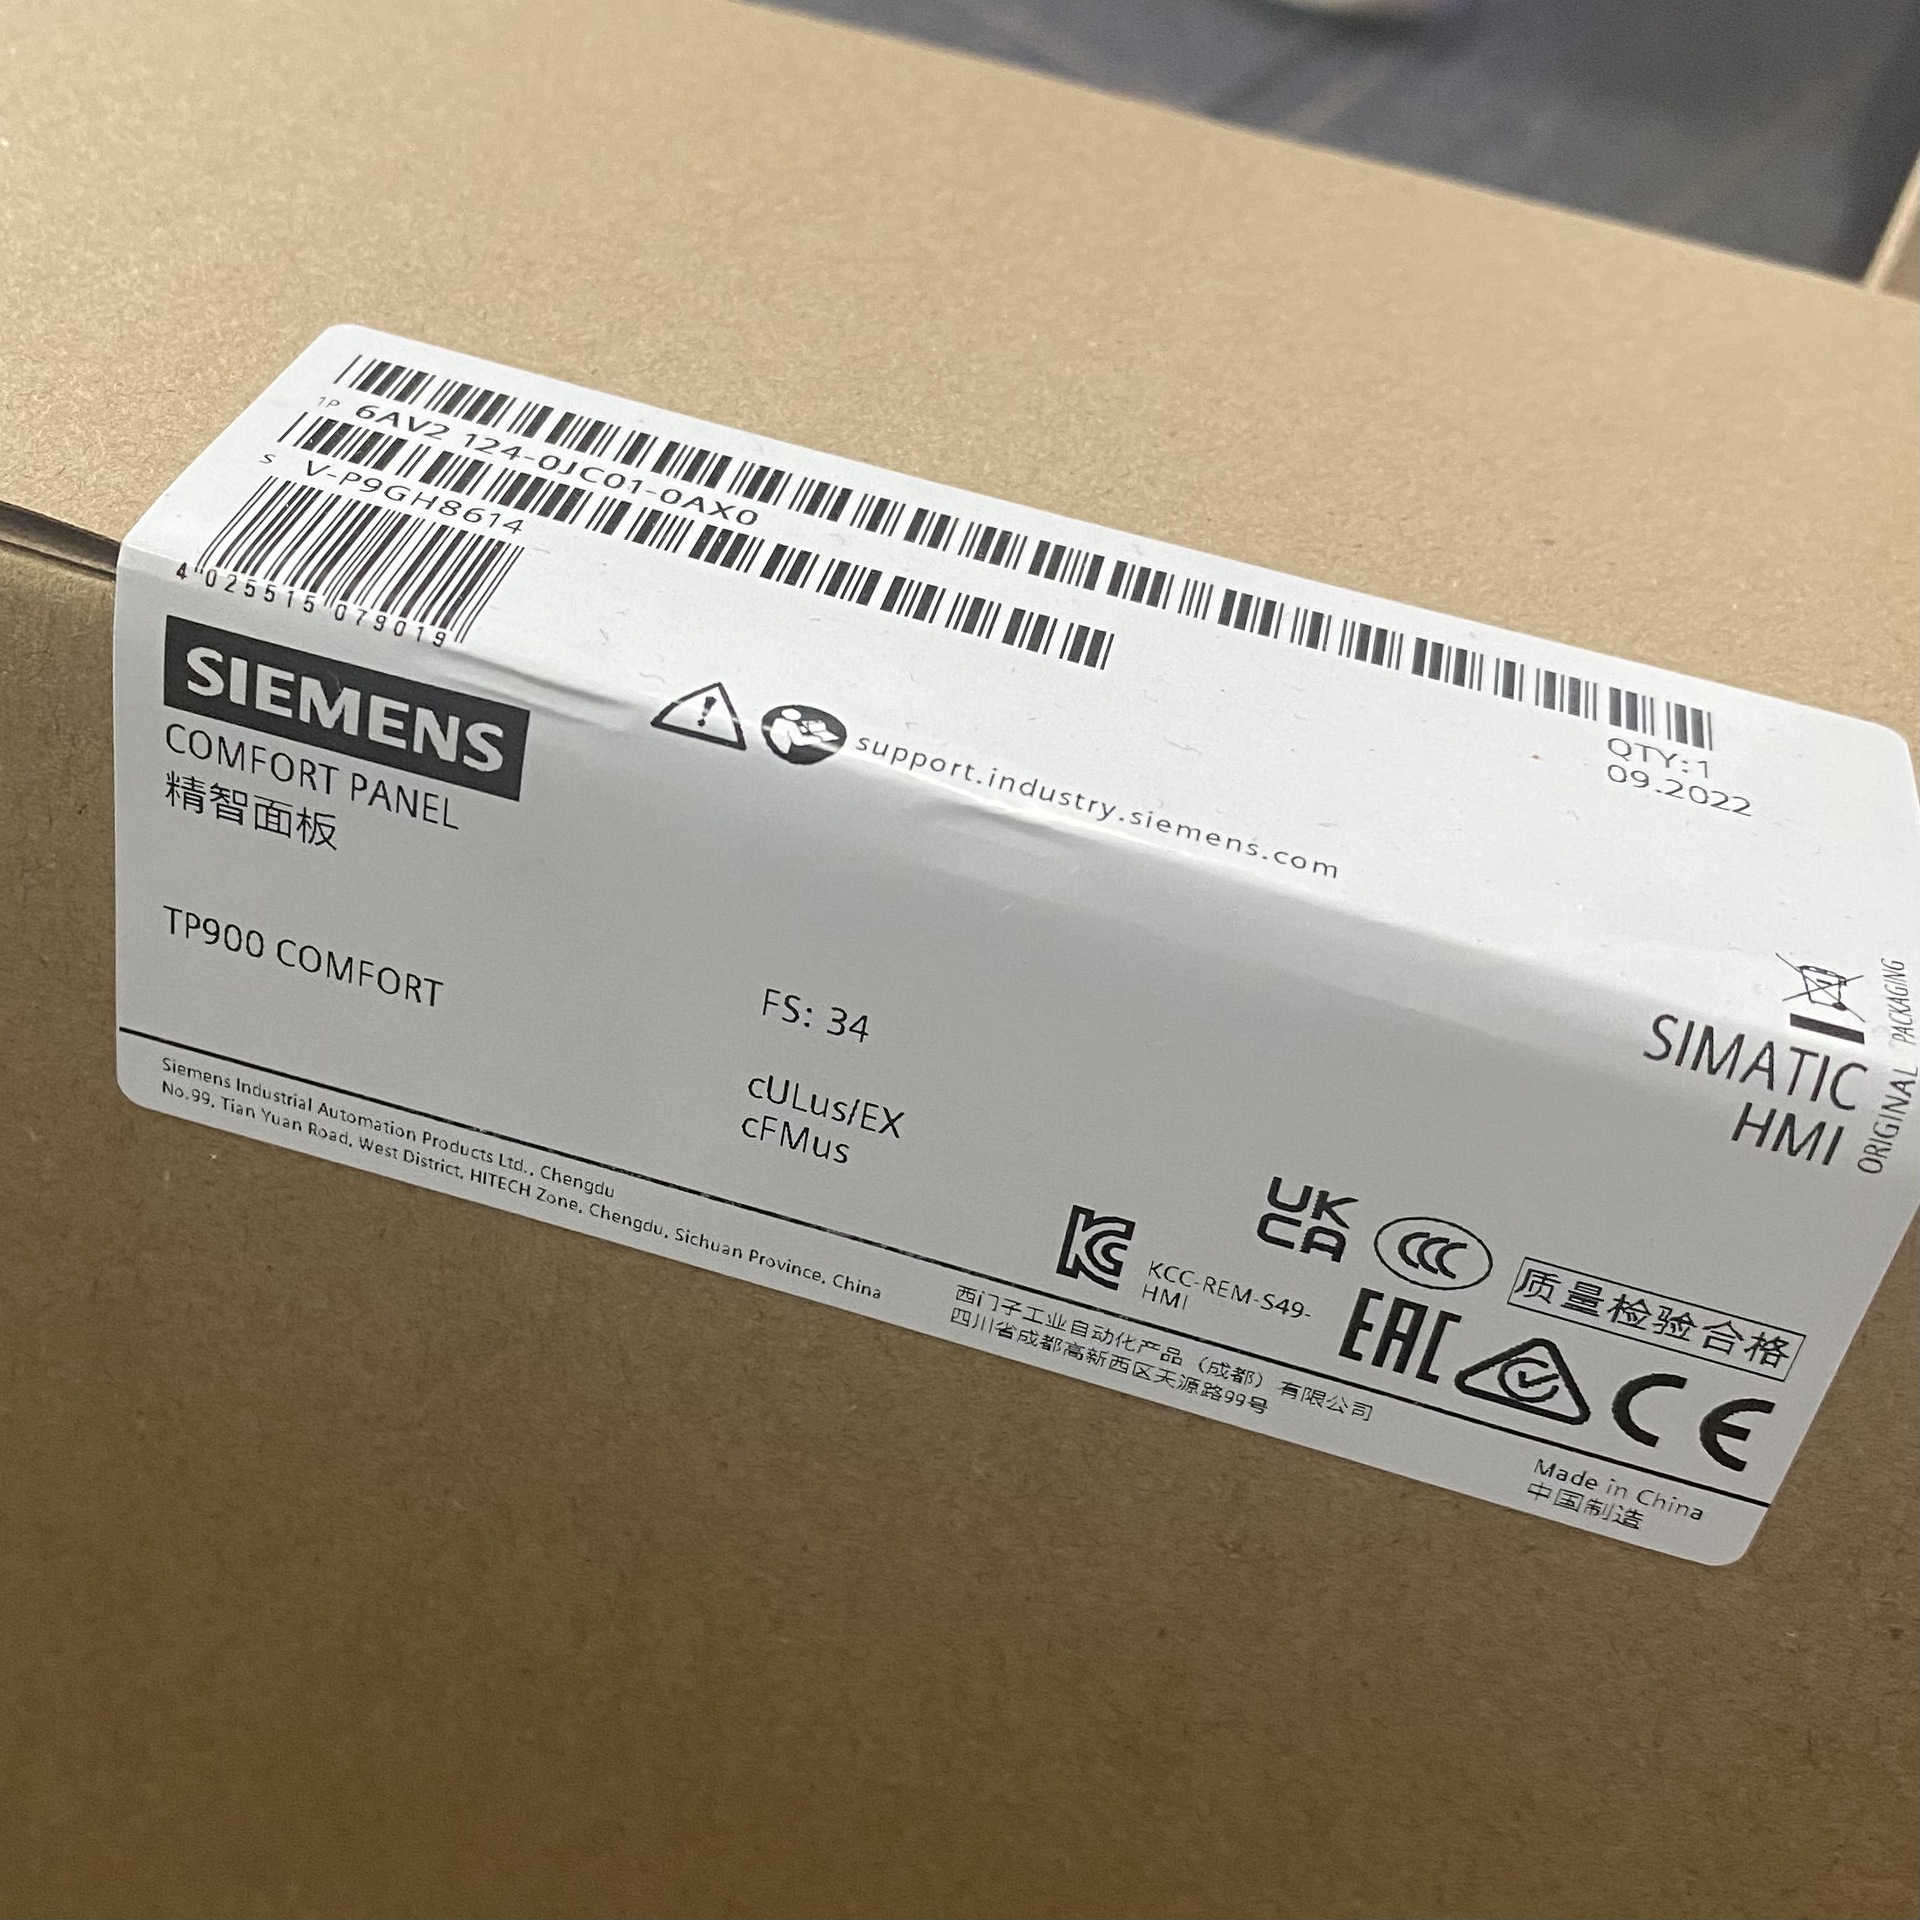 1P 6AV2 124-0JC01-0AX0
S V-P9GH8614
4 025515 079019
QTY:1
09.2022
SIEMENS
support.industry.siemens.com
COMFORT PANEL
精智面板
TP900 COMFORT
FS: 34
SIMATIC
HMI
ORIGINAL PACKAGING
cULus/EX
cFMus
UK
CA
CCC
质量检验合格
KC
KCC-REM-S49-
HMI
EAC
CE
Siemens Industrial Automation Products Ltd., Chengdu
No.99, Tian Yuan Road, West District, HITECH Zone, Chengdu, Sichuan Province, China
西门子工业自动化产品（成都）有限公司
四川省成都高新西区天源路99号
Made in China
中国制造